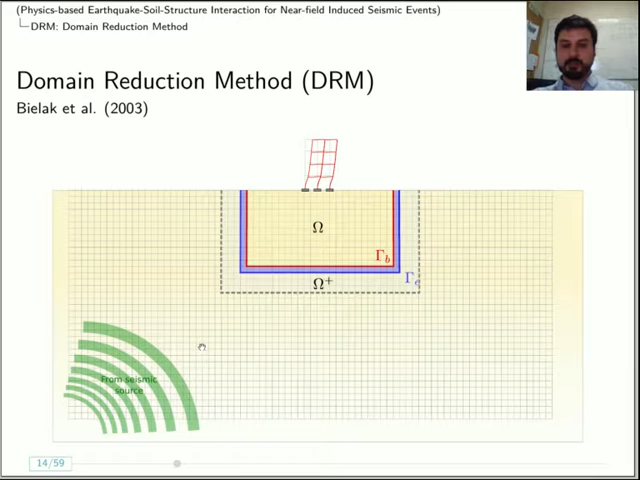 (Physics-based Earthquake-Soil-Structure Interaction for Near-field Induced Seismic Events)
DRM: Domain Reduction Method
Domain Reduction Method (DRM)
Bielak et al. (2003)
Ω
Γb
Γe
Ω+
From seismic
source
14/59